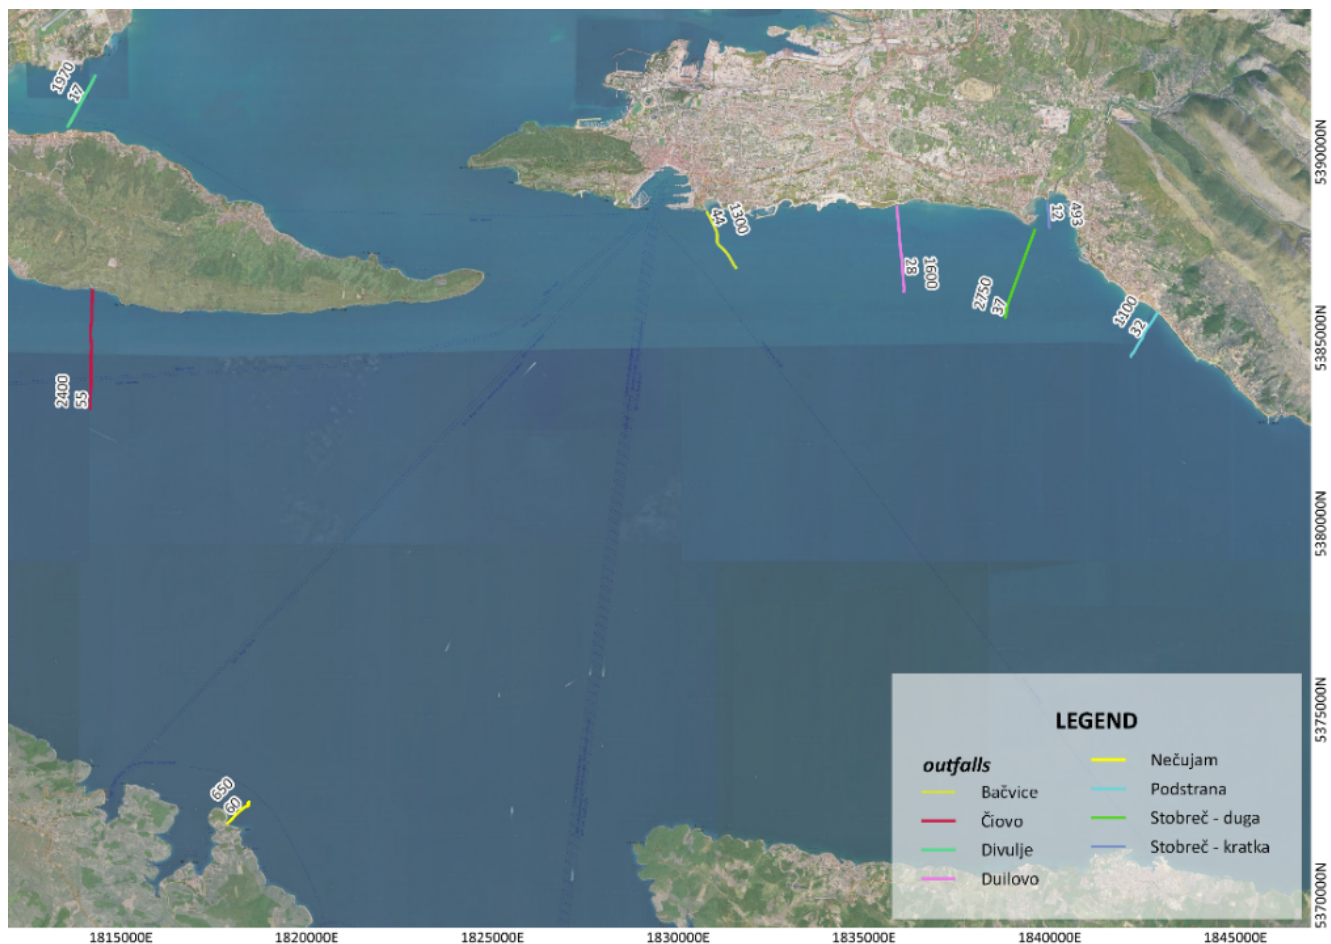 1970
17
1300
44
1600
28
2750
37
493
12
1100
32
2400
55
650
60
5390000N
5385000N
5380000N
5375000N
5370000N
LEGEND
outfalls
Bačvice
Čiovo
Divulje
Duilovo
Nečujam
Podstrana
Stobreč - duga
Stobreč - kratka
1815000E
1820000E
1825000E
1830000E
1835000E
1840000E
1845000E